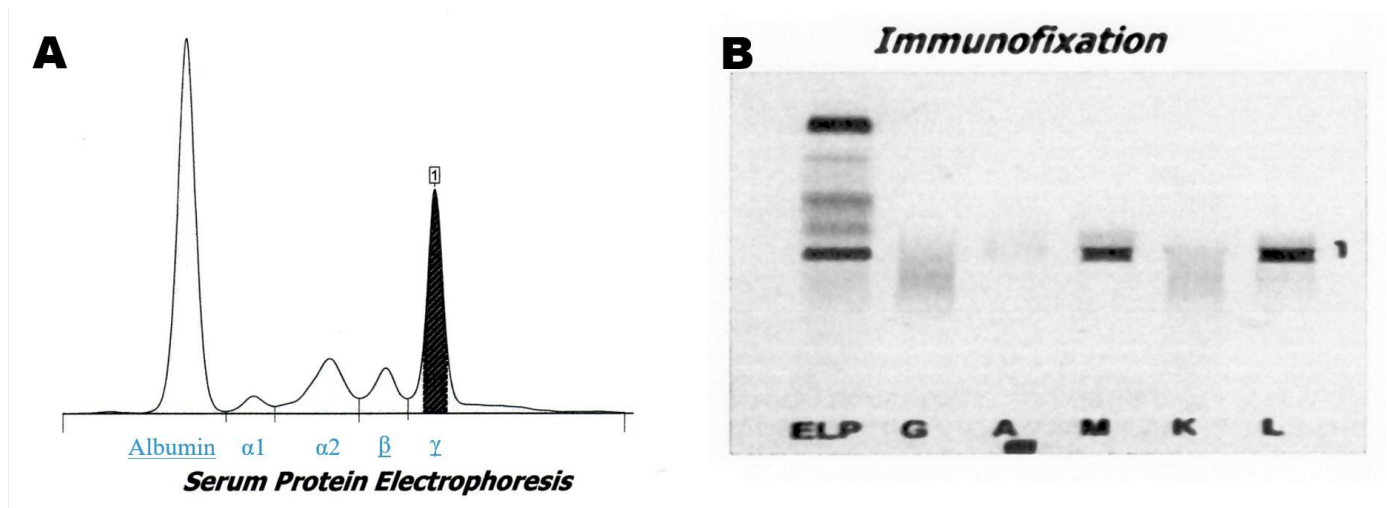 A
1
Albumin α1 α2 β γ
Serum Protein Electrophoresis
B
Immunofixation
1
ELP G A M K L